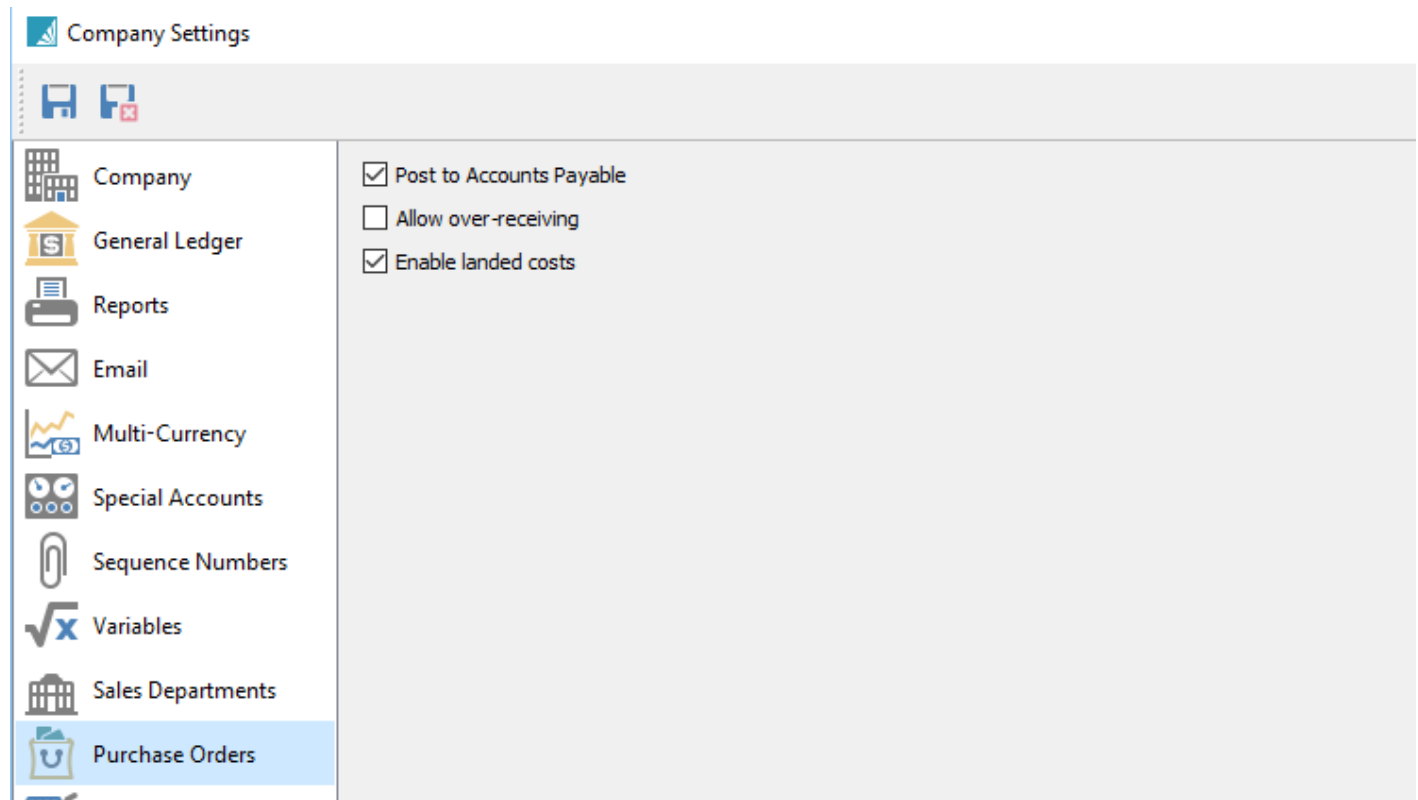 Company Settings
Company
General Ledger
Reports
Email
Multi-Currency
Special Accounts
Sequence Numbers
Variables
Sales Departments
Purchase Orders
Post to Accounts Payable
Allow over-receiving
Enable landed costs